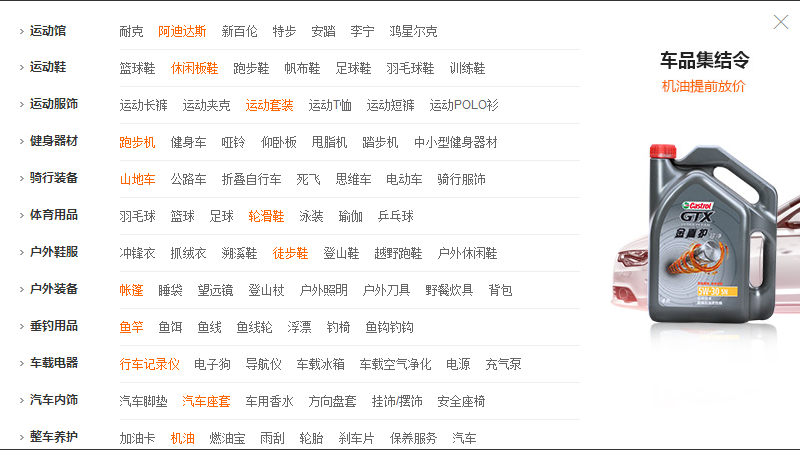 运动馆 耐克 阿迪达斯 新百伦 特步 安踏 李宁 鸿星尔克
运动鞋 篮球鞋 休闲板鞋 跑步鞋 帆布鞋 足球鞋 羽毛球鞋 训练鞋
运动服饰 运动长裤 运动夹克 运动套装 运动T恤 运动短裤 运动POLO衫
健身器材 跑步机 健身车 哑铃 仰卧板 甩脂机 踏步机 中小型健身器材
骑行装备 山地车 公路车 折叠自行车 死飞 思维车 电动车 骑行服饰
体育用品 羽毛球 篮球 足球 轮滑鞋 泳装 瑜伽 乒乓球
户外鞋服 冲锋衣 抓绒衣 溯溪鞋 徒步鞋 登山鞋 越野跑鞋 户外休闲鞋
户外装备 帐篷 睡袋 望远镜 登山杖 户外照明 户外刀具 野餐炊具 背包
垂钓用品 鱼竿 鱼饵 鱼线 鱼线轮 浮漂 钓椅 鱼钩钓钩
车载电器 行车记录仪 电子狗 导航仪 车载冰箱 车载空气净化 电源 充气泵
汽车内饰 汽车脚垫 汽车座套 车用香水 方向盘套 挂饰/摆饰 安全座椅
整车养护 加油卡 机油 燃油宝 雨刮 轮胎 刹车片 保养服务 汽车
车品集结令
机油提前放价
Castrol
GTX
金嘉护
5W-30 SN